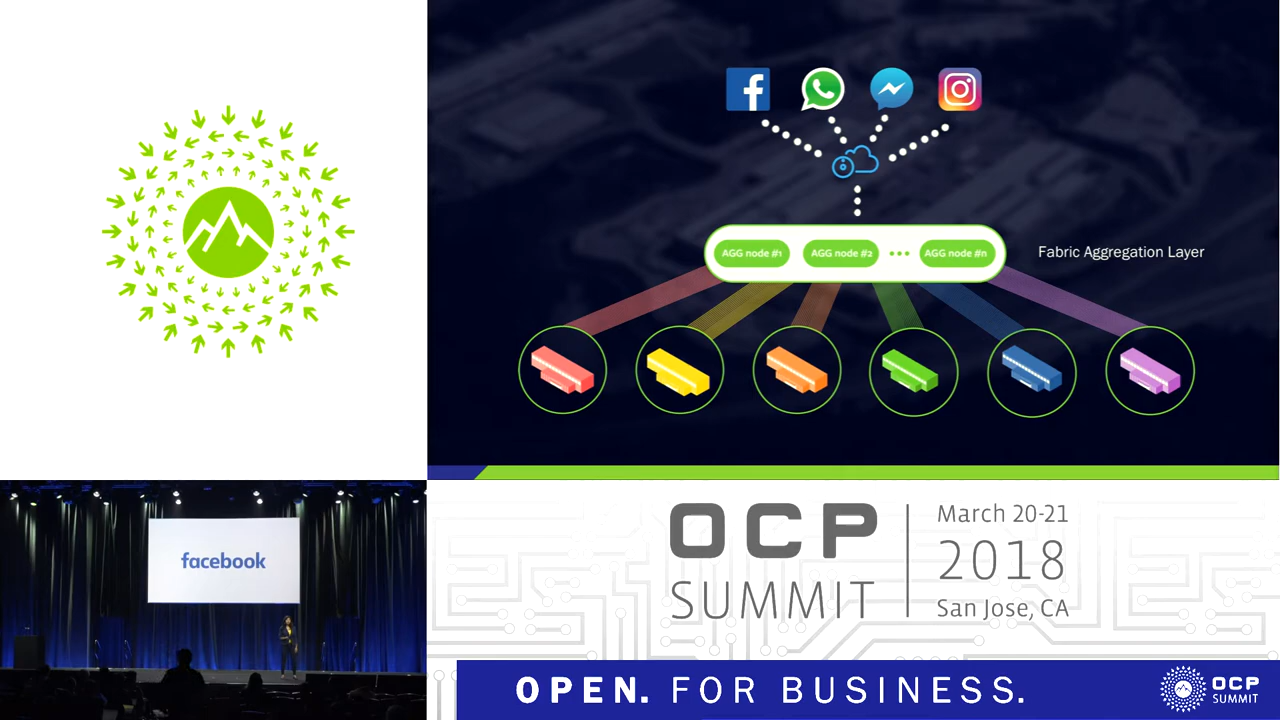 AGG node #1
AGG node #2
AGG node #n
Fabric Aggregation Layer
facebook
OCP
SUMMIT
March 20-21
2018
San Jose, CA
OPEN. FOR BUSINESS.
OCP
SUMMIT